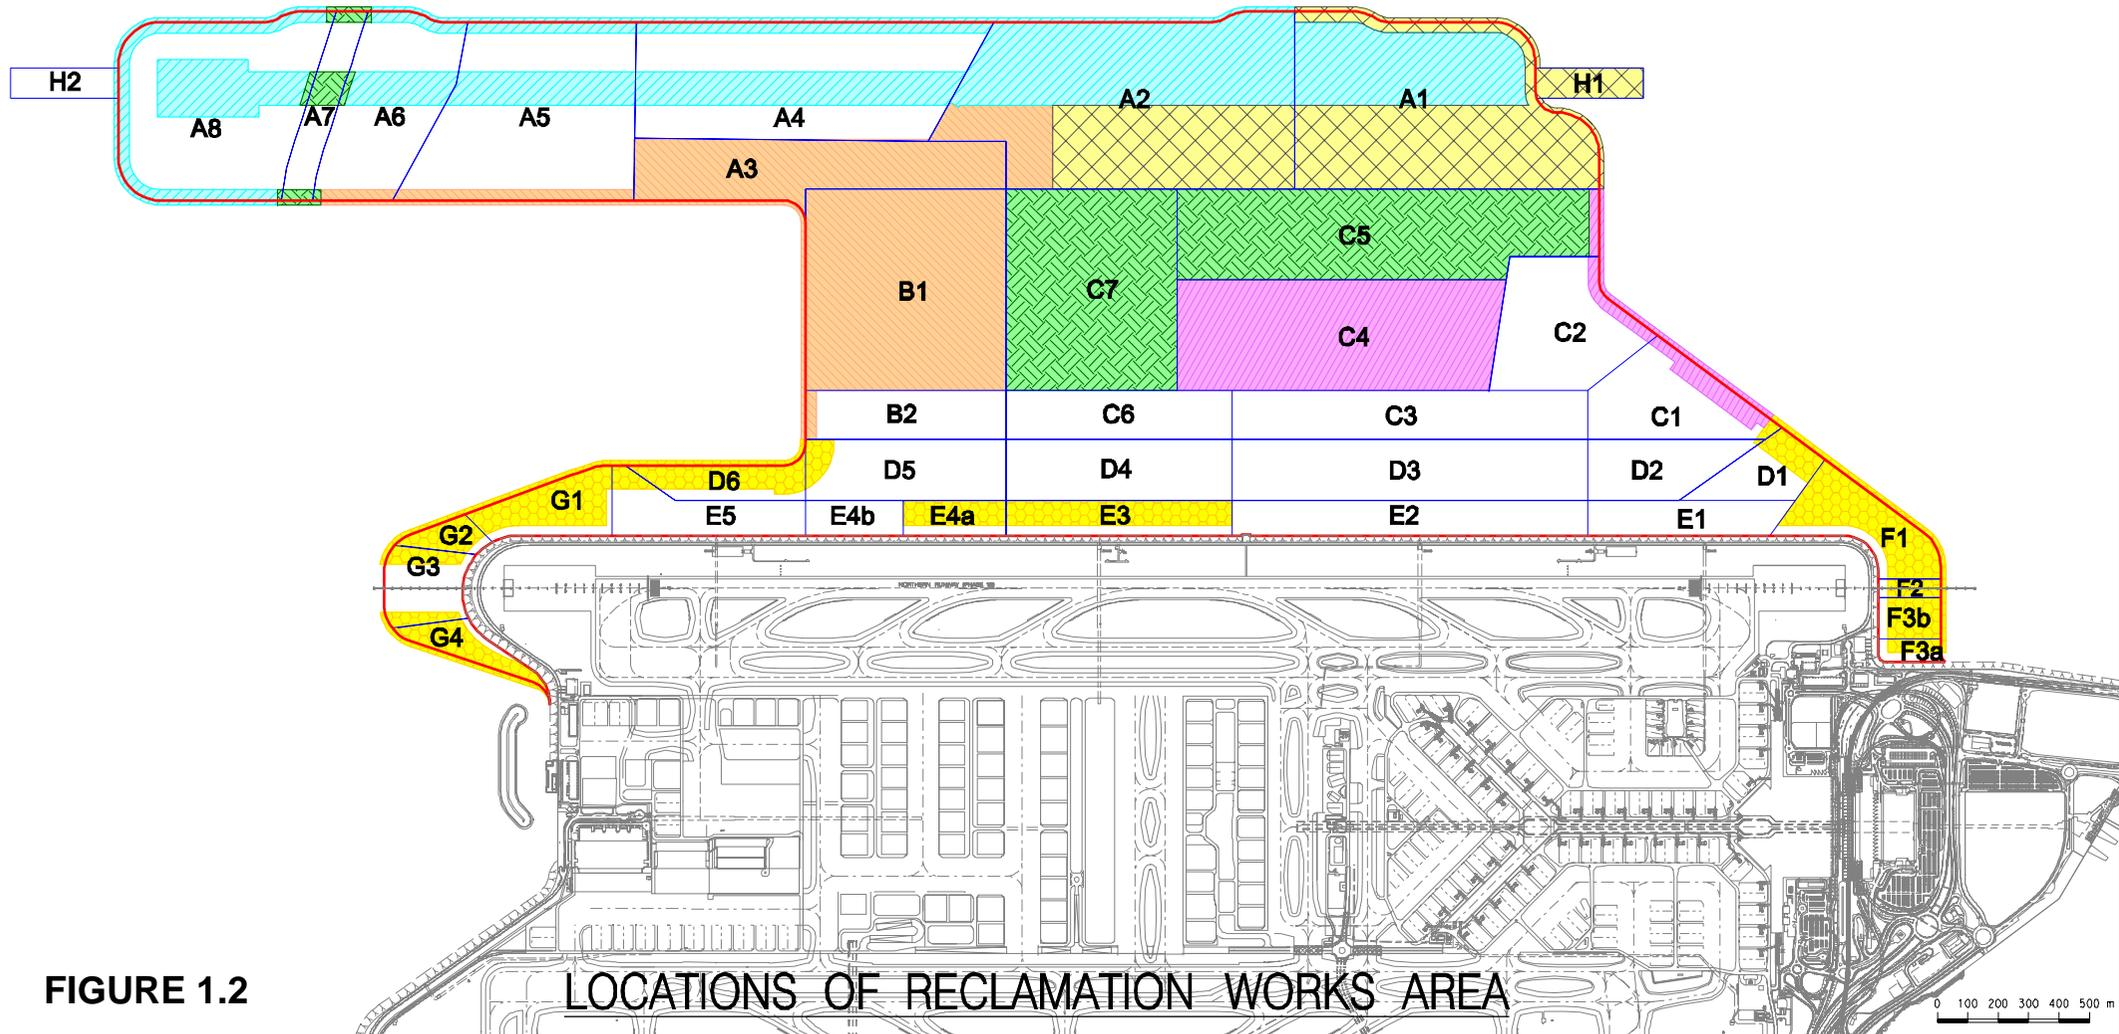 H2
A8
A7
A6
A5
A4
A2
A1
H1
A3
B1
C7
C5
C4
C2
B2
C6
C3
C1
D6
D5
D4
D3
D2
D1
G1
G2
G3
G4
E5
E4b
E4a
E3
E2
E1
F1
F2
F3b
F3a
NORTHERN RUNWAY
FIGURE 1.2
LOCATIONS OF RECLAMATION WORKS AREA
0 100 200 300 400 500 m